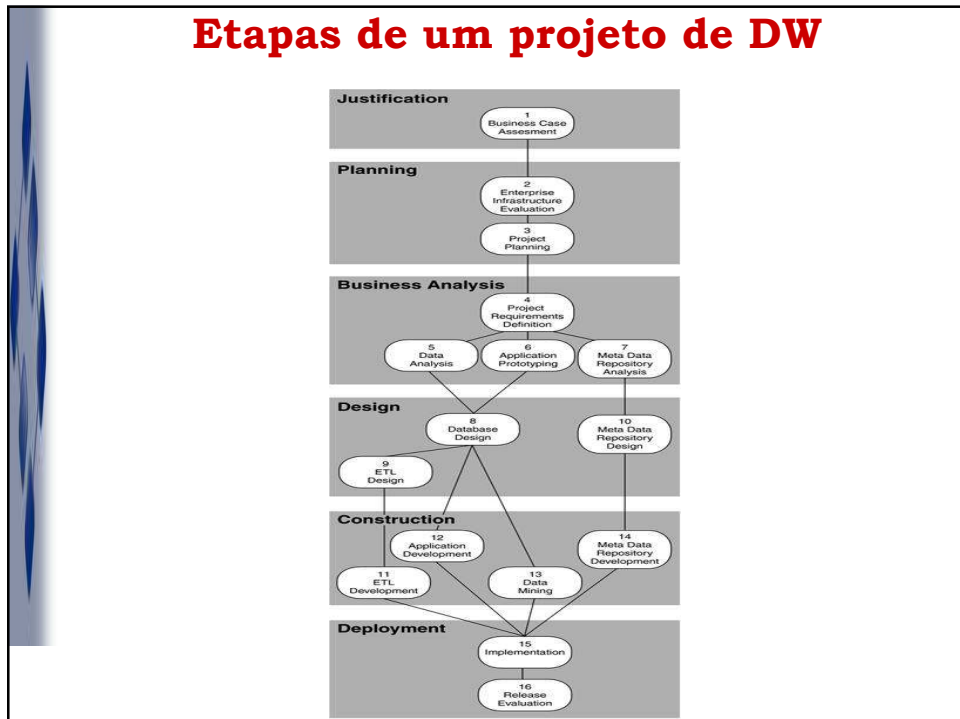 Etapas de um projeto de DW
Justification
1
Business Case
Assesment
Planning
2
Enterprise
Infrastructure
Evaluation
3
Project
Planning
Business Analysis
4
Project
Requirements
Definition
5
Data
Analysis
6
Application
Prototyping
7
Meta Data
Repository
Analysis
Design
8
Database
Design
10
Meta Data
Repository
Design
9
ETL
Design
Construction
12
Application
Development
14
Meta Data
Repository
Development
11
ETL
Development
13
Data
Mining
Deployment
15
Implementation
16
Release
Evaluation